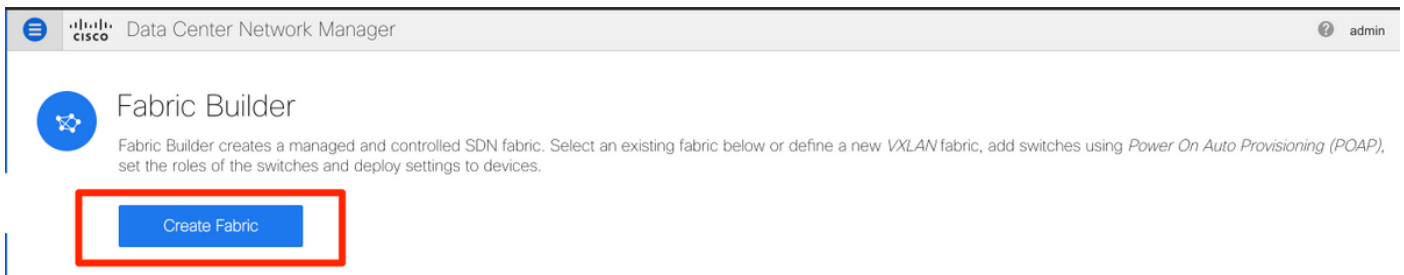 cisco Data Center Network Manager ? admin
Fabric Builder
Fabric Builder creates a managed and controlled SDN fabric. Select an existing fabric below or define a new VXLAN fabric, add switches using Power On Auto Provisioning (POAP),
set the roles of the switches and deploy settings to devices.
Create Fabric